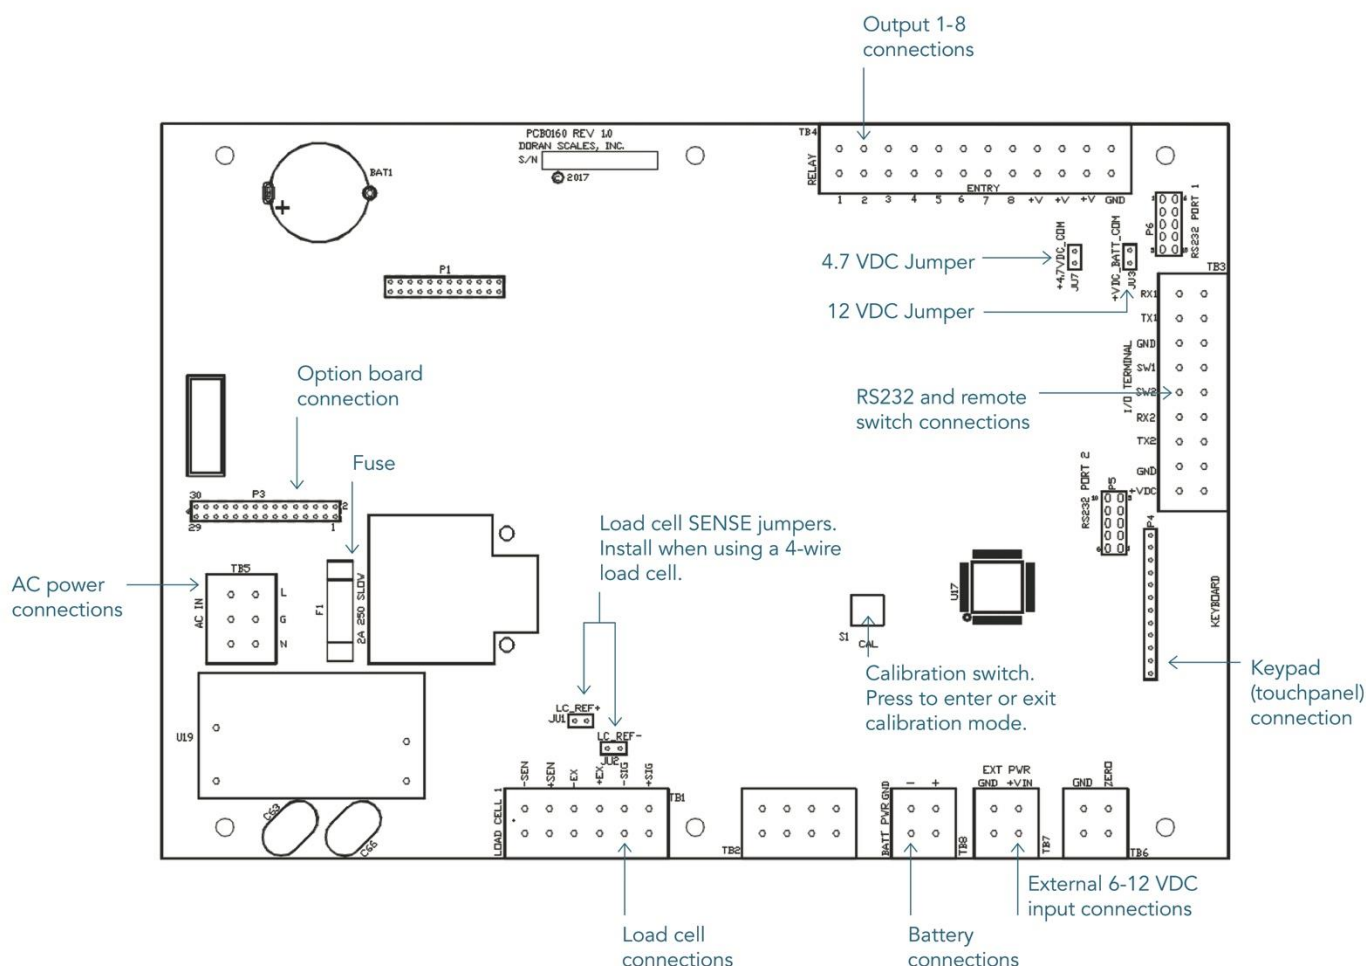 Output 1-8
connections
PCB0160 REV 1.0
DORAN SCALES, INC.
S/N
2017
BAT1
+
TB4
RELAY
ENTRY
1 2 3 4 5 6 7 8 +V +V +V GND
P6
RS232 PORT 1
4.7 VDC Jumper
+4.7VDC_COM
JU7
+VDC_BATT_COM
JU3
12 VDC Jumper
P1
TB3
RX1
TX1
GND
SW1
SW2
RX2
TX2
GND
+VDC
I/O TERMINAL
RS232 and remote
switch connections
Option board
connection
Fuse
30
P3
2
29
1
RS232 PORT 2
P5
P4
KEYBOARD
Load cell SENSE jumpers.
Install when using a 4-wire
load cell.
AC power
connections
TB5
AC IN
L
G
N
F1
2A 250 SLOW
U17
S1
CAL
Calibration switch.
Press to enter or exit
calibration mode.
Keypad
(touchpanel)
connection
U19
C63
C66
LC_REF+
JU1
LC_REF-
JU2
-SEN
+SEN
-EX
+EX
-SIG
+SIG
LOAD CELL 1
TB1
TB2
BATT PWR GND
- +
TB8
EXT PWR
GND +VIN
TB7
GND
ZERO
TB6
External 6-12 VDC
input connections
Load cell
connections
Battery
connections